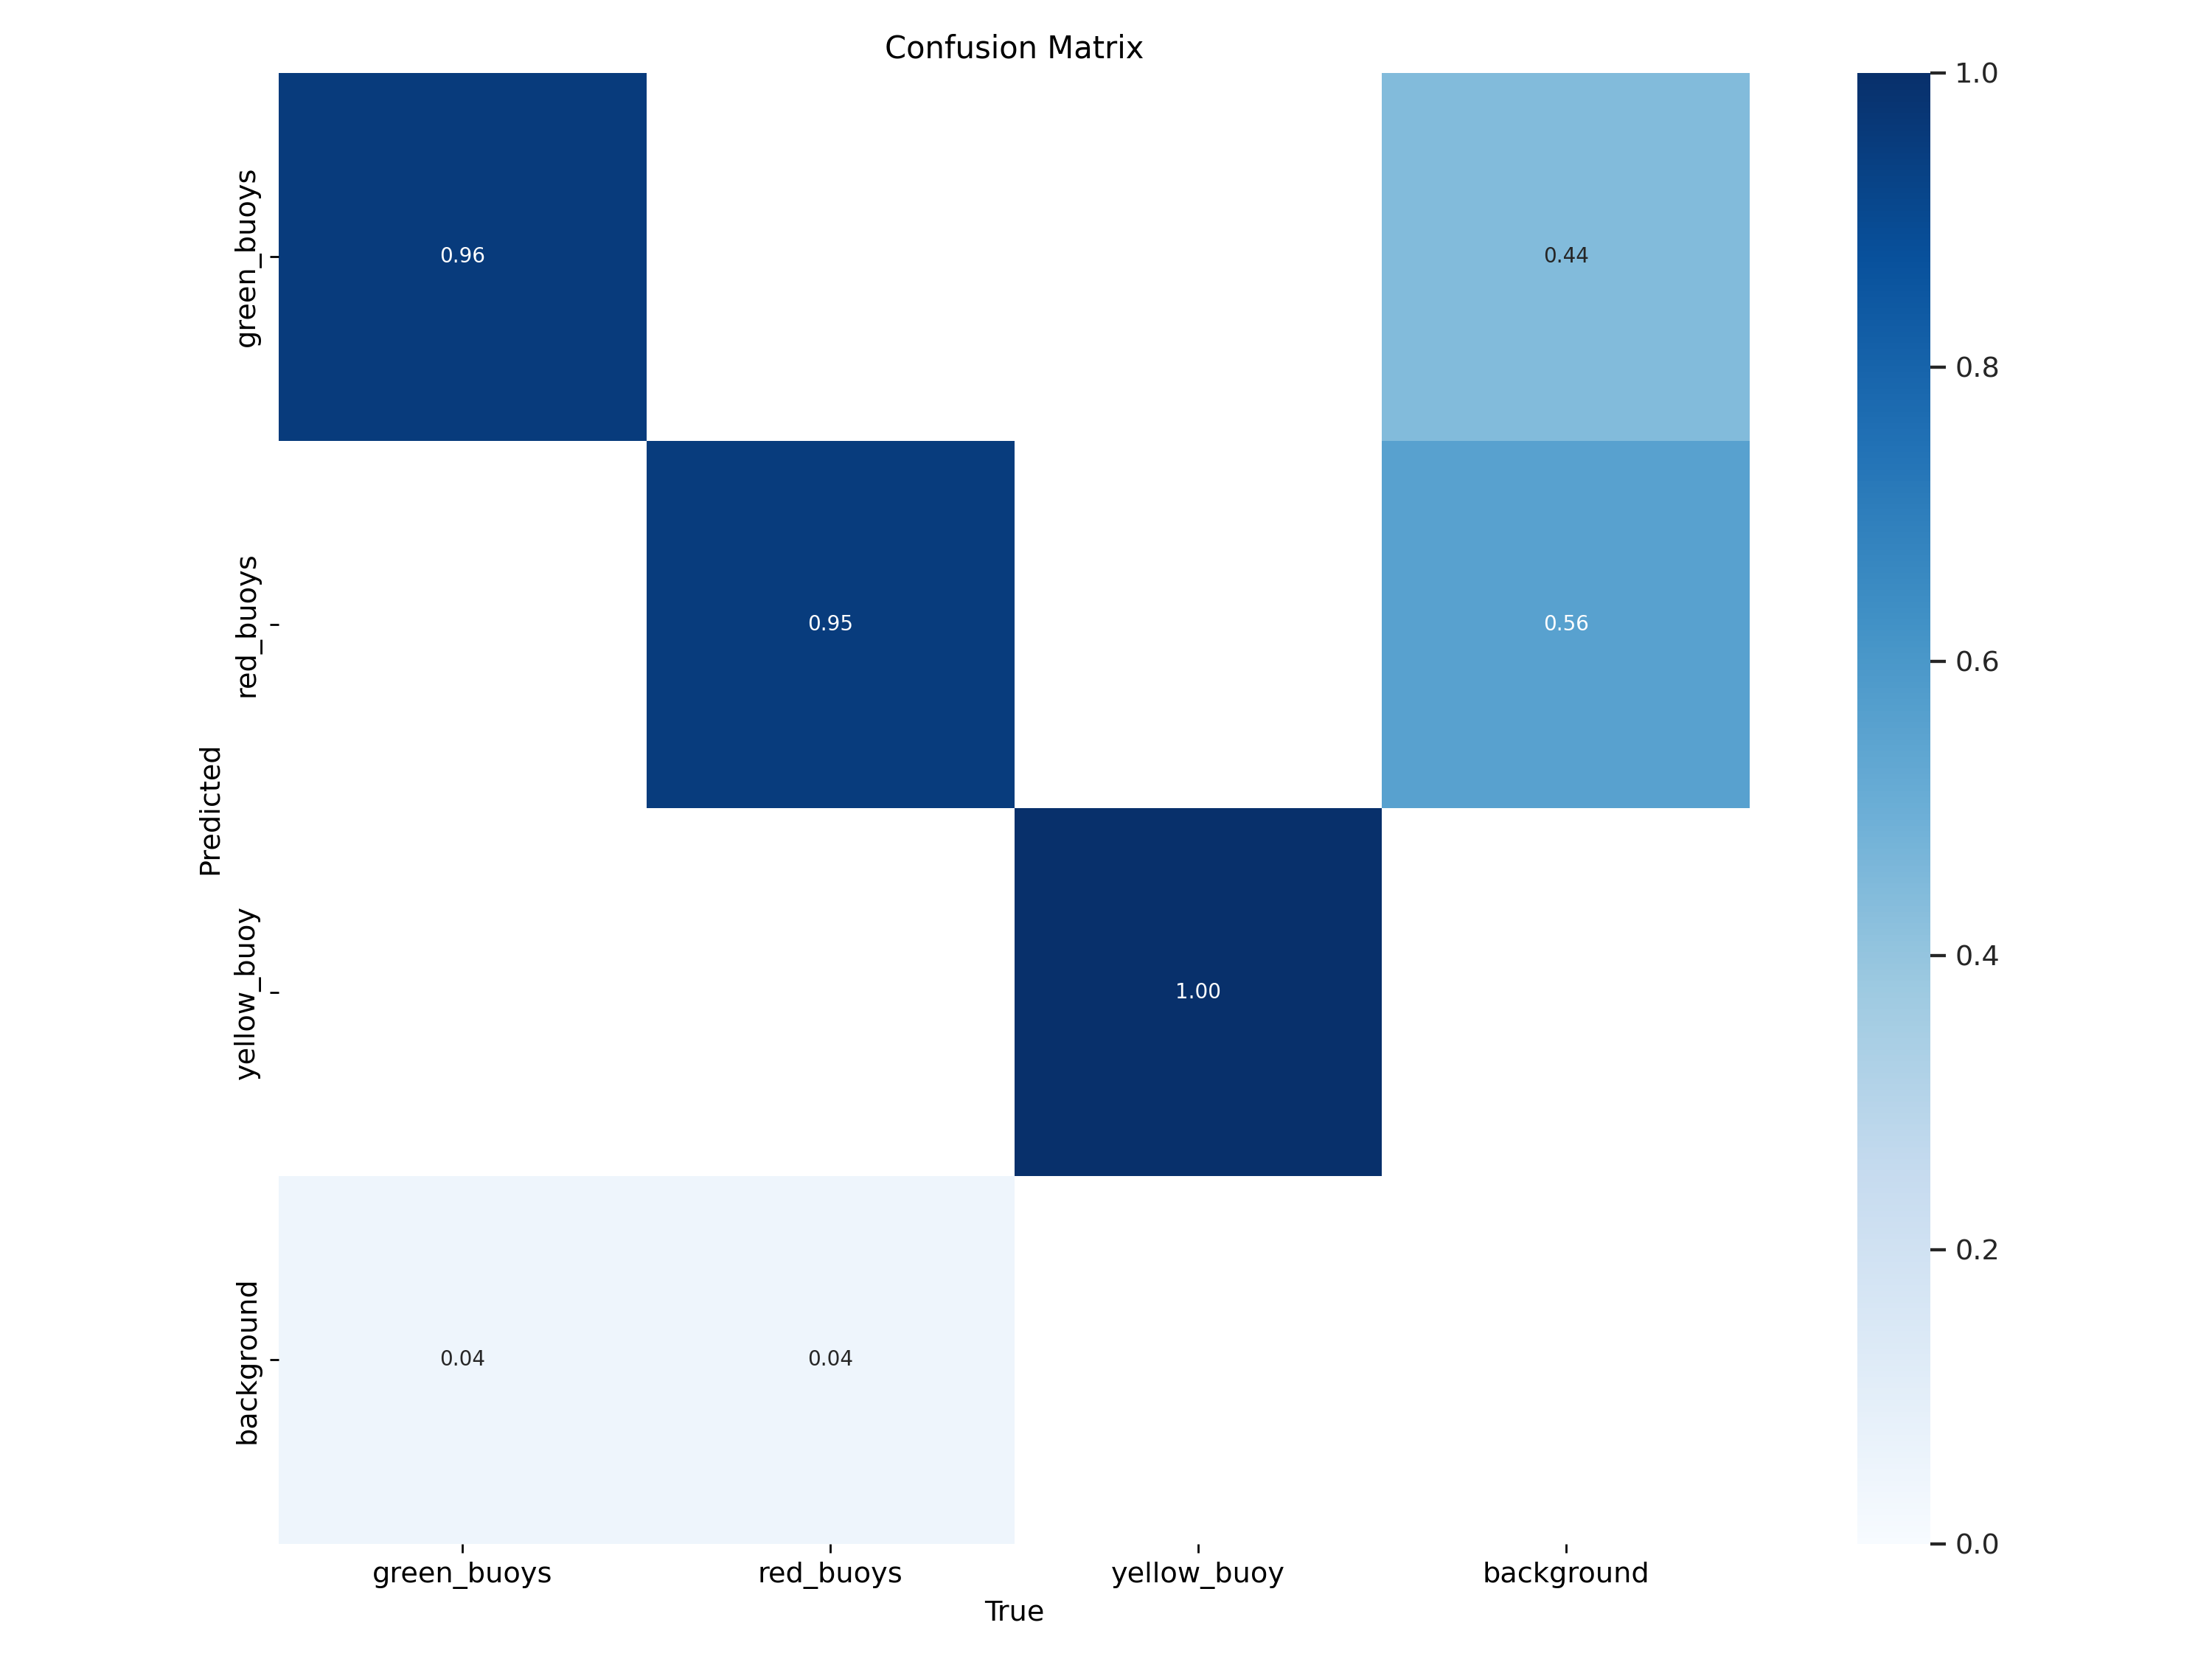 Confusion Matrix
1.0
green_buoys
0.96
0.44
0.8
red_buoys
0.95
0.56
0.6
Predicted
yellow_buoy
1.00
0.4
0.2
background
0.04
0.04
0.0
green_buoys
red_buoys
yellow_buoy
background
True